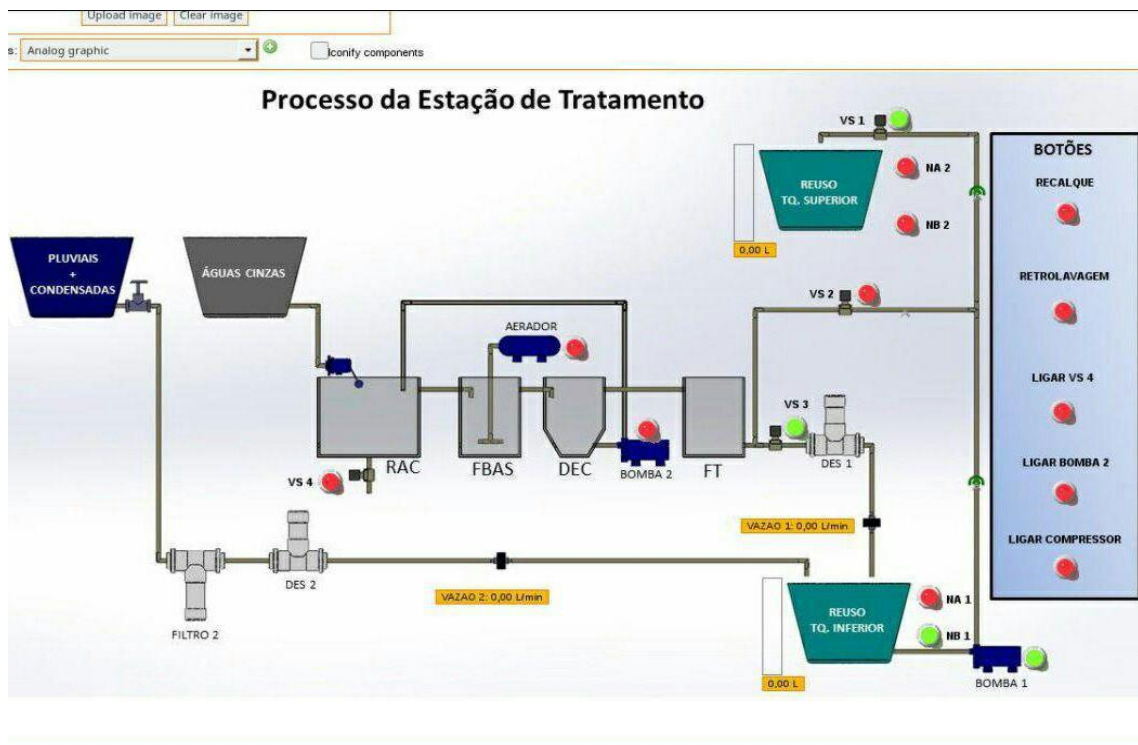 Upload image Clear image
s: Analog graphic Iconify components
Processo da Estação de Tratamento
VS 1
BOTÕES
NA 2
RECALQUE
REUSO
TQ. SUPERIOR
NB 2
0,00 L
PLUVIAIS
+
CONDENSADAS
ÁGUAS CINZAS
RETROLAVAGEM
VS 2
AERADOR
LIGAR VS 4
VS 3
RAC
FBAS
DEC
BOMBA 2
FT
DES 1
LIGAR BOMBA 2
VS 4
VAZAO 1: 0,00 L/min
LIGAR COMPRESSOR
DES 2
VAZAO 2: 0,00 L/min
FILTRO 2
REUSO
TQ. INFERIOR
NA 1
NB 1
0,00 L
BOMBA 1